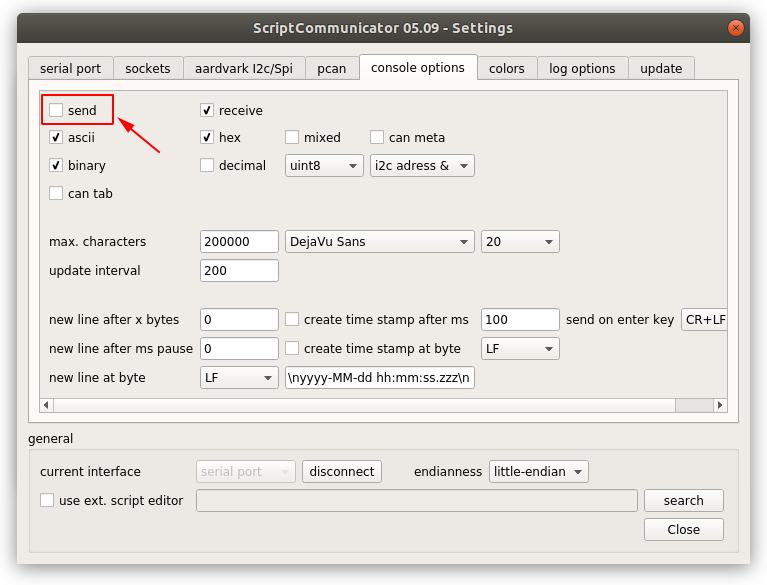 ScriptCommunicator 05.09 - Settings
serial port sockets aardvark I2c/Spi pcan console options colors log options update
send receive
ascii hex mixed can meta
binary decimal uint8 i2c adress &
can tab
max. characters 200000 DejaVu Sans 20
update interval 200
new line after x bytes 0 create time stamp after ms 100 send on enter key CR+LF
new line after ms pause 0 create time stamp at byte LF
new line at byte LF \nyyyy-MM-dd hh:mm:ss.zzz\n
general
current interface serial port disconnect endianness little-endian
use ext. script editor search
Close